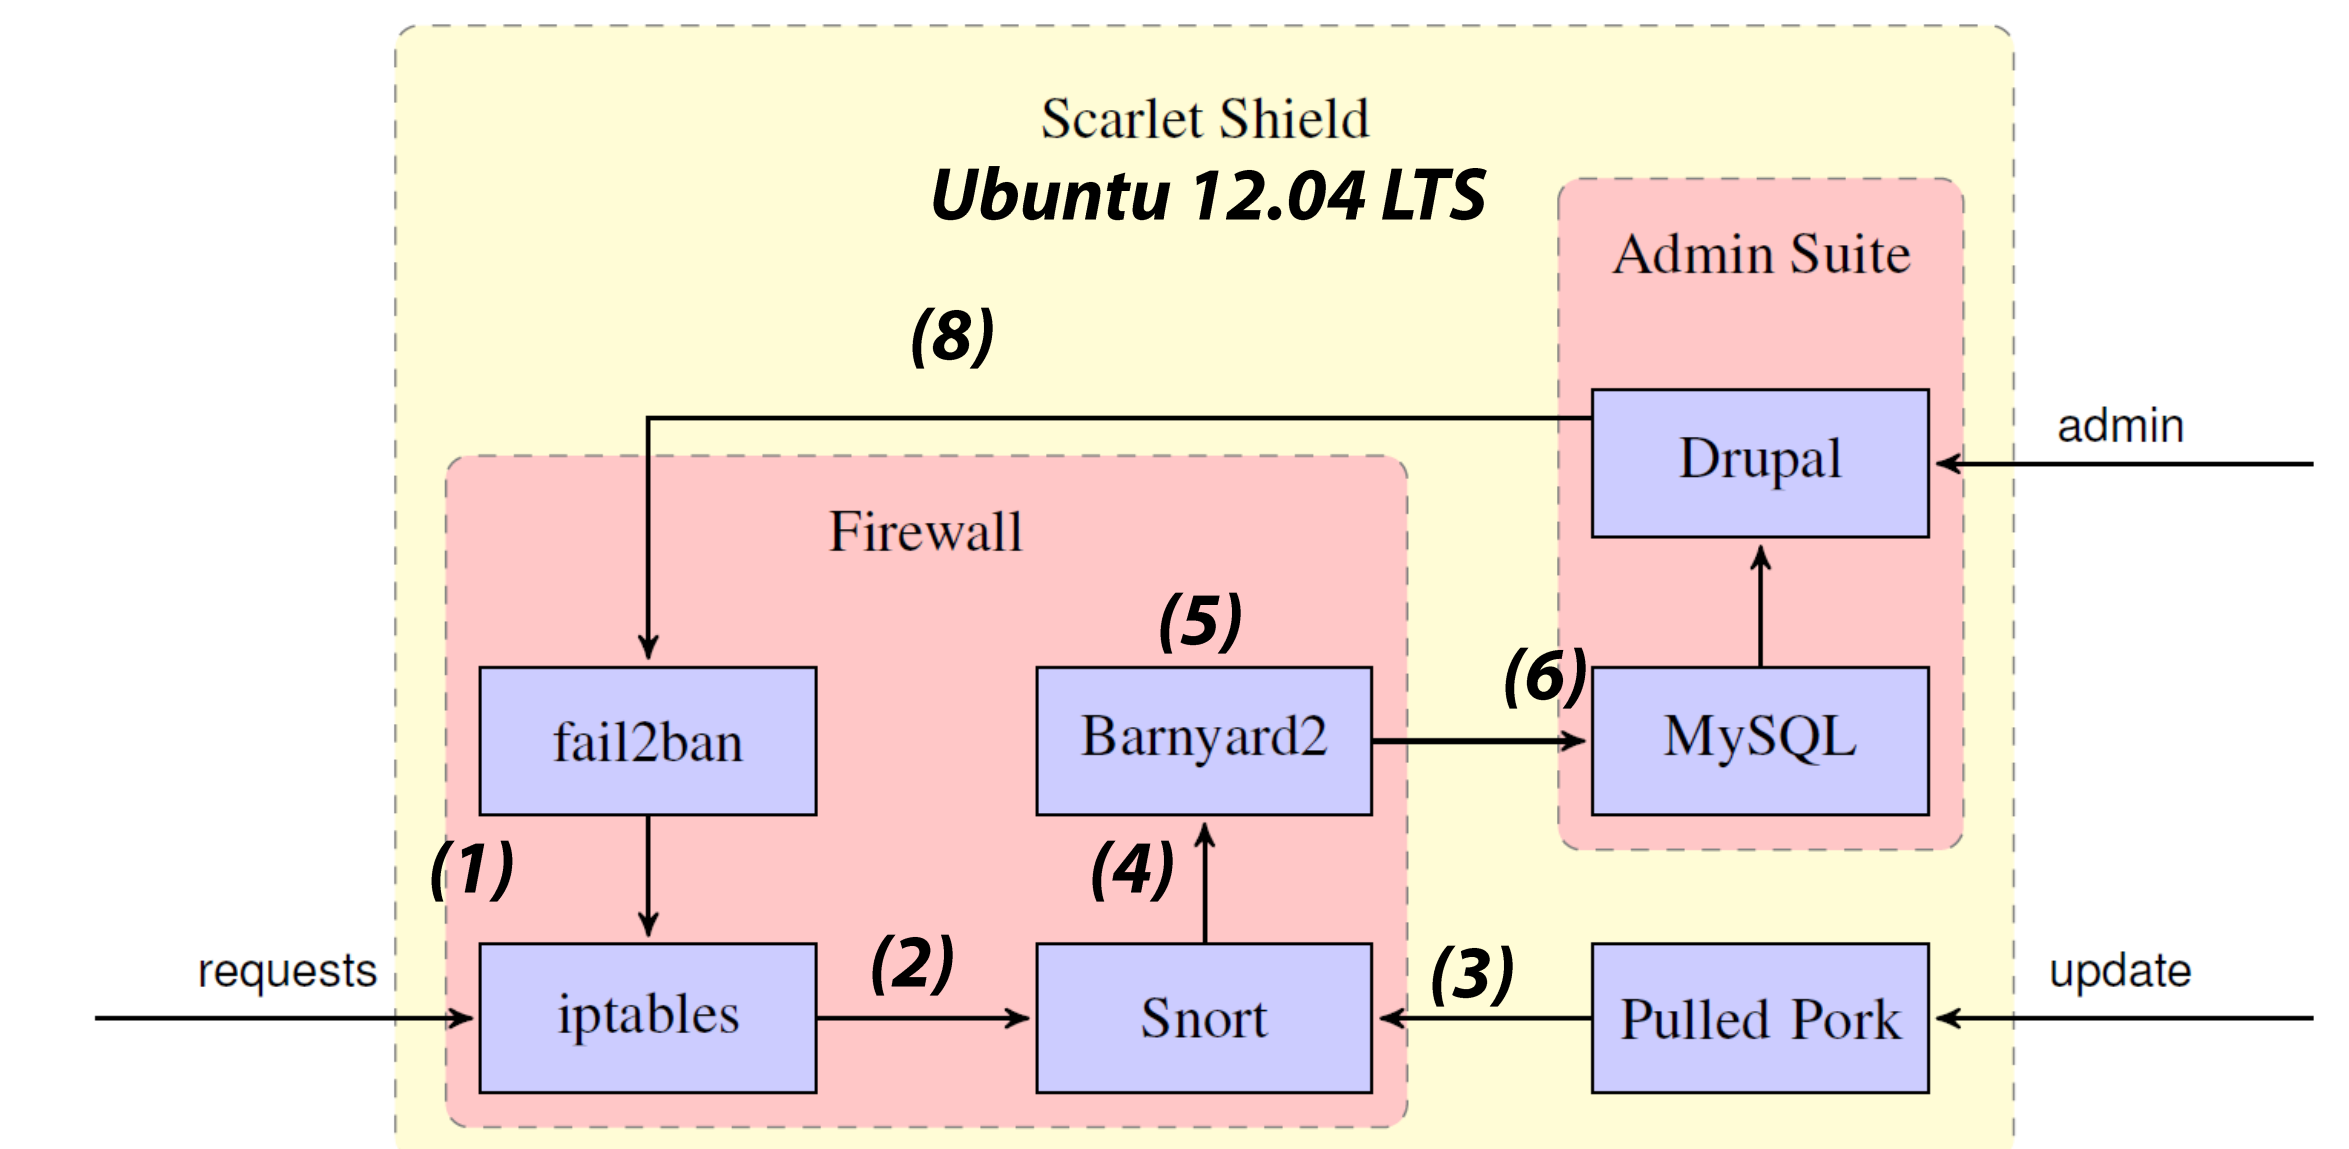 Scarlet Shield
Ubuntu 12.04 LTS
Admin Suite
(8)
Drupal
admin
Firewall
(5)
(6)
fail2ban
Barnyard2
MySQL
(1)
(4)
requests
(2)
(3)
update
iptables
Snort
Pulled Pork